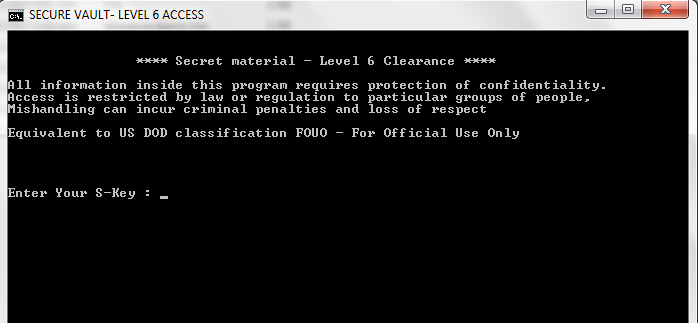 SECURE VAULT- LEVEL 6 ACCESS
**** Secret material - Level 6 Clearance ****
All information inside this program requires protection of confidentiality.
Access is restricted by law or regulation to particular groups of people,
Mishandling can incur criminal penalties and loss of respect
Equivalent to US DOD classification FOUO - For Official Use Only
Enter Your S-Key : _